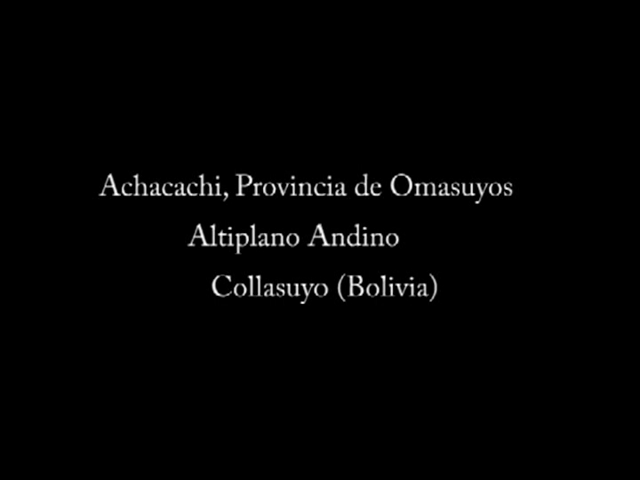 Achacachi, Provincia de Omasuyos
Altiplano Andino
Collasuyo (Bolivia)